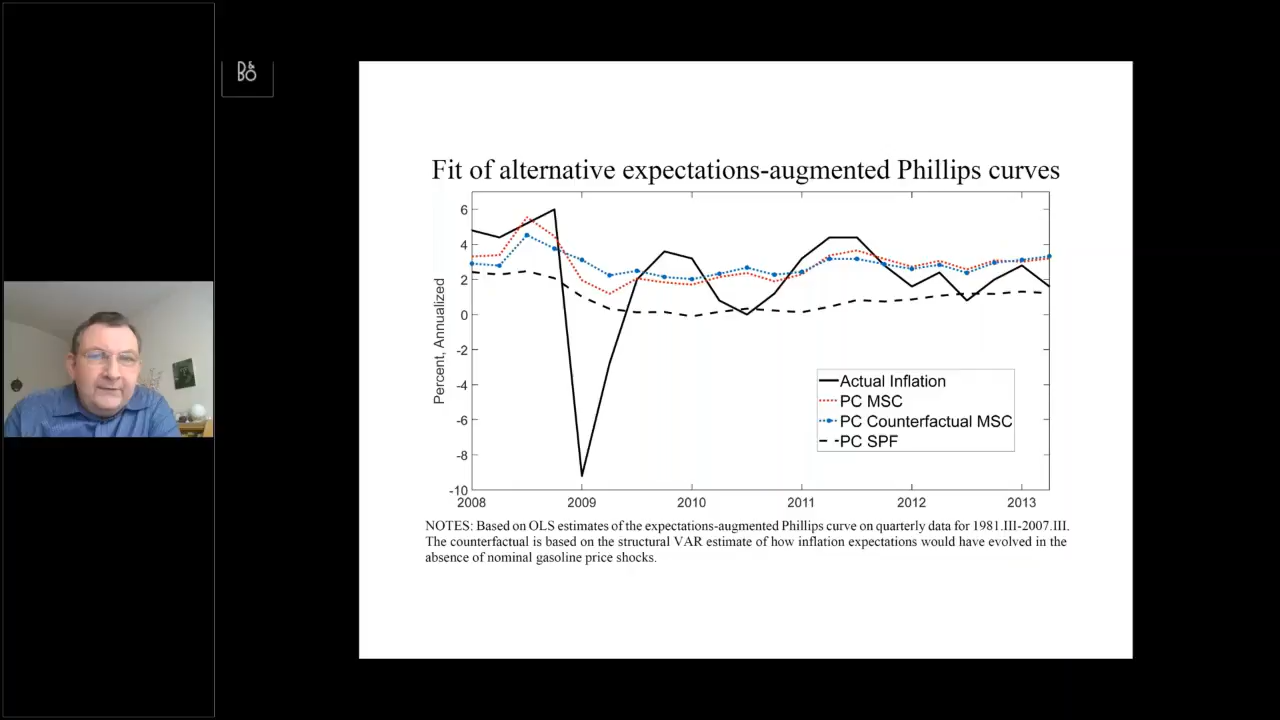 D&
BO
Fit of alternative expectations-augmented Phillips curves
Percent, Annualized
6
4
2
0
-2
-4
-6
-8
-10
2008 2009 2010 2011 2012 2013
Actual Inflation
PC MSC
PC Counterfactual MSC
PC SPF
NOTES: Based on OLS estimates of the expectations-augmented Phillips curve on quarterly data for 1981.III-2007.III.
The counterfactual is based on the structural VAR estimate of how inflation expectations would have evolved in the
absence of nominal gasoline price shocks.